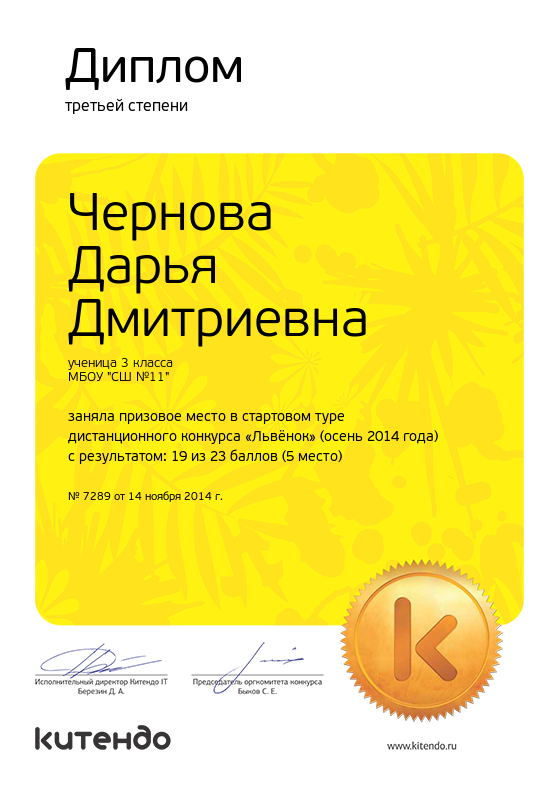 Диплом
третьей степени
Чернова
Дарья
Дмитриевна
ученица 3 класса
МБОУ "СШ №11"
заняла призовое место в стартовом туре
дистанционного конкурса «Львёнок» (осень 2014 года)
с результатом: 19 из 23 баллов (5 место)
№ 7289 от 14 ноября 2014 г.
k
Исполнительный директор Китендо IT
Березин Д. А.
Председатель оргкомитета конкурса
Быков С. Е.
китендо
www.kitendo.ru